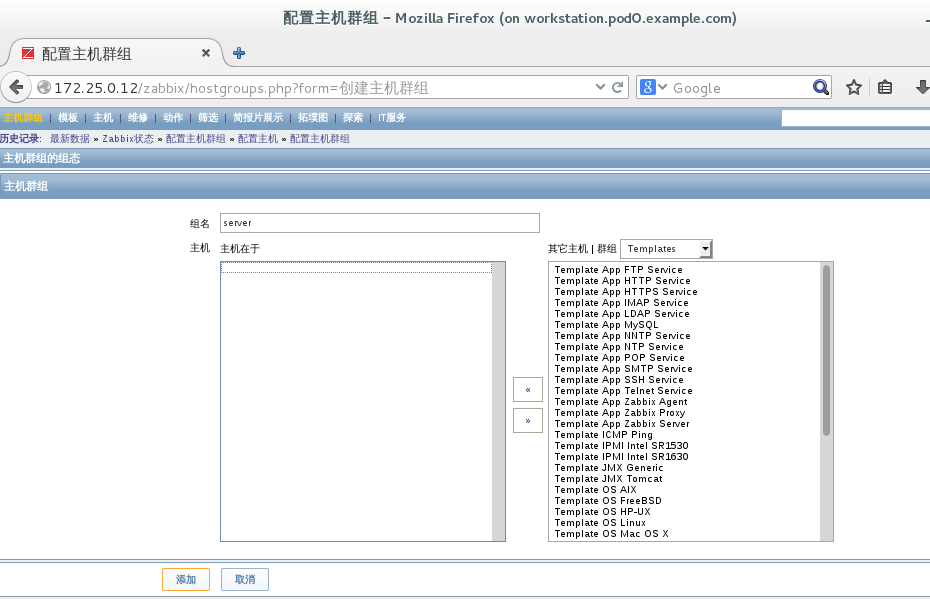 配置主机群组 – Mozilla Firefox (on workstation.pod0.example.com)
配置主机群组
172.25.0.12/zabbix/hostgroups.php?form=创建主机群组
Google
主机群组 | 模板 | 主机 | 维修 | 动作 | 筛选 | 简报片展示 | 拓墣图 | 探索 | IT服务
历史记录: 最新数据 » Zabbix状态 » 配置主机群组 » 配置主机 » 配置主机群组
主机群组的组态
主机群组
组名 server
主机 主机在于 其它主机 | 群组 Templates
Template App FTP Service
Template App HTTP Service
Template App HTTPS Service
Template App IMAP Service
Template App LDAP Service
Template App MySQL
Template App NNTP Service
Template App NTP Service
Template App POP Service
Template App SMTP Service
Template App SSH Service
Template App Telnet Service
Template App Zabbix Agent
Template App Zabbix Proxy
Template App Zabbix Server
Template ICMP Ping
Template IPMI Intel SR1530
Template IPMI Intel SR1630
Template JMX Generic
Template JMX Tomcat
Template OS AIX
Template OS FreeBSD
Template OS HP-UX
Template OS Linux
Template OS Mac OS X
«
»
添加 取消